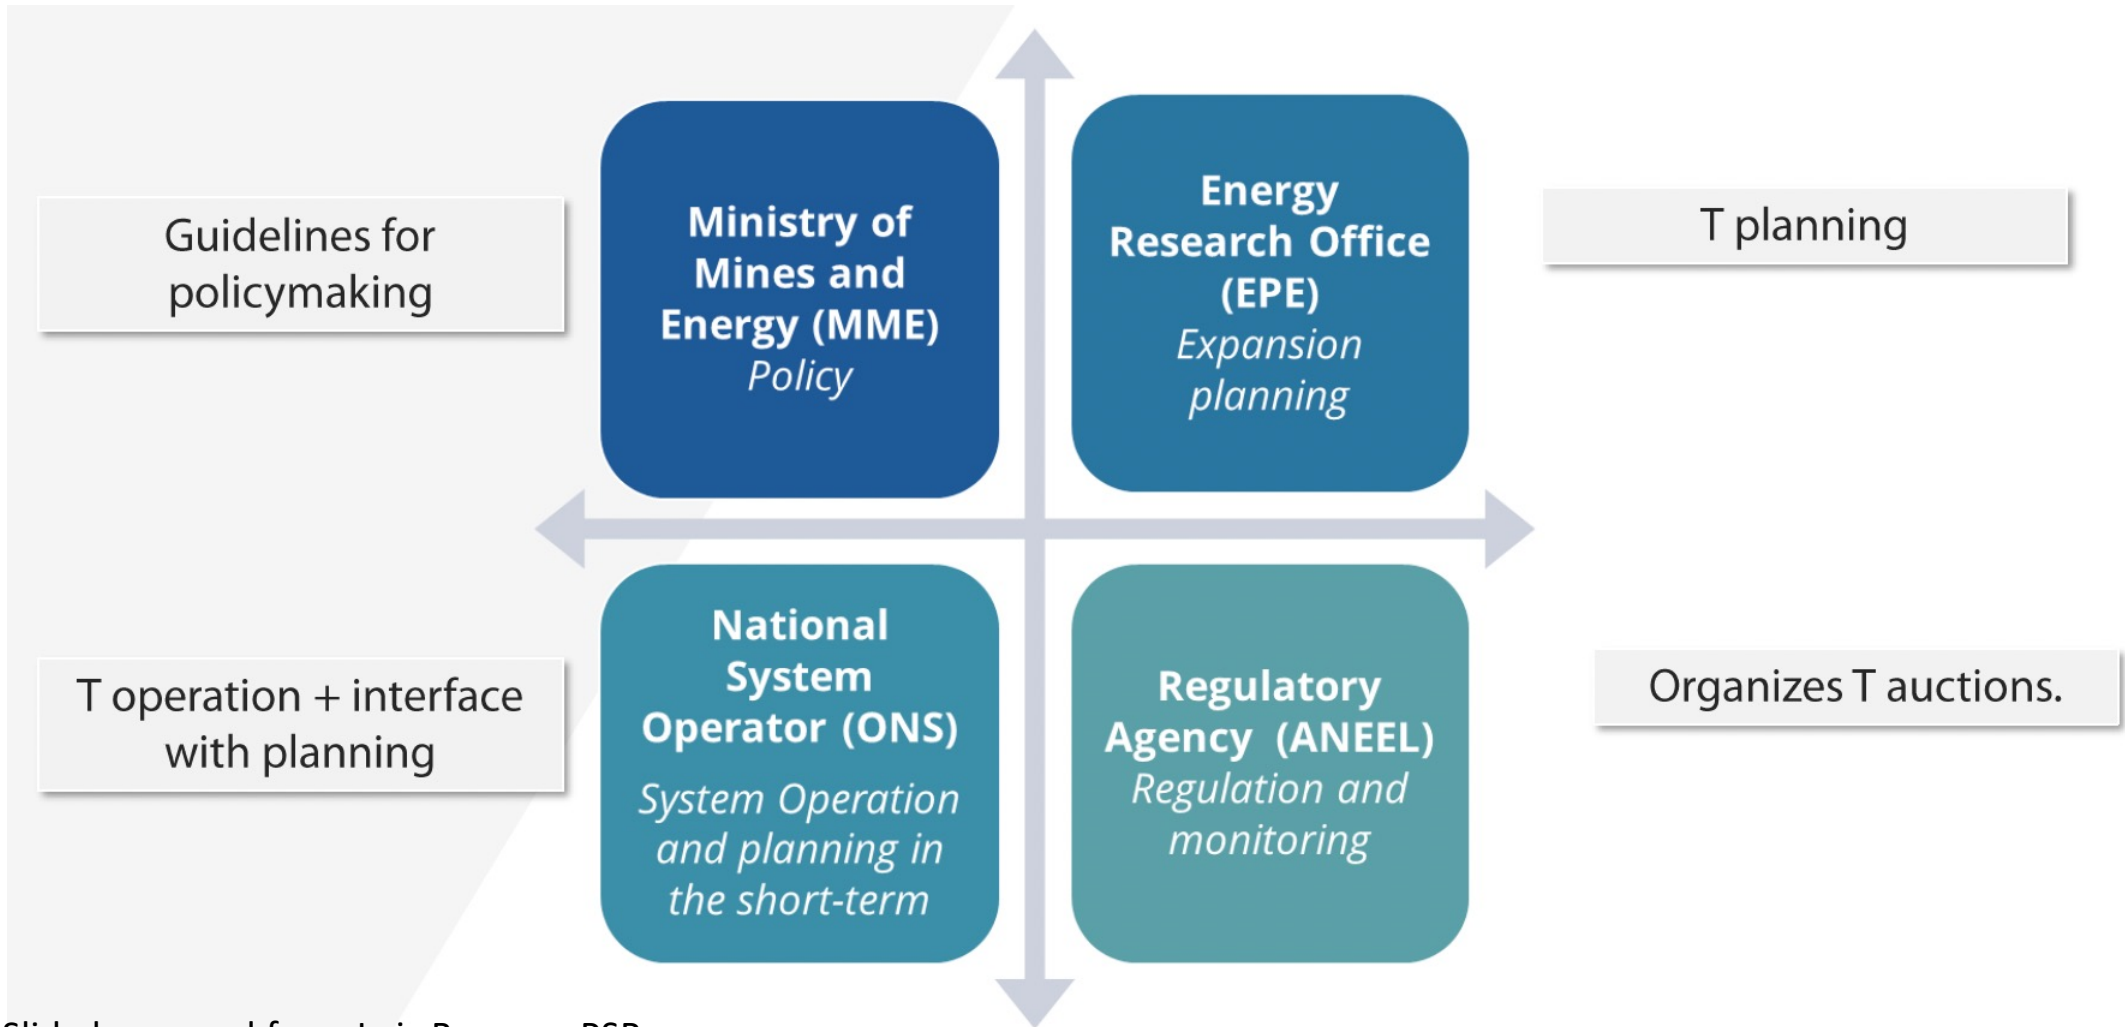 Guidelines for
policymaking
Ministry of
Mines and
Energy (MME)
Policy
Energy
Research Office
(EPE)
Expansion
planning
T planning
T operation + interface
with planning
National
System
Operator (ONS)
System Operation
and planning in
the short-term
Regulatory
Agency (ANEEL)
Regulation and
monitoring
Organizes T auctions.